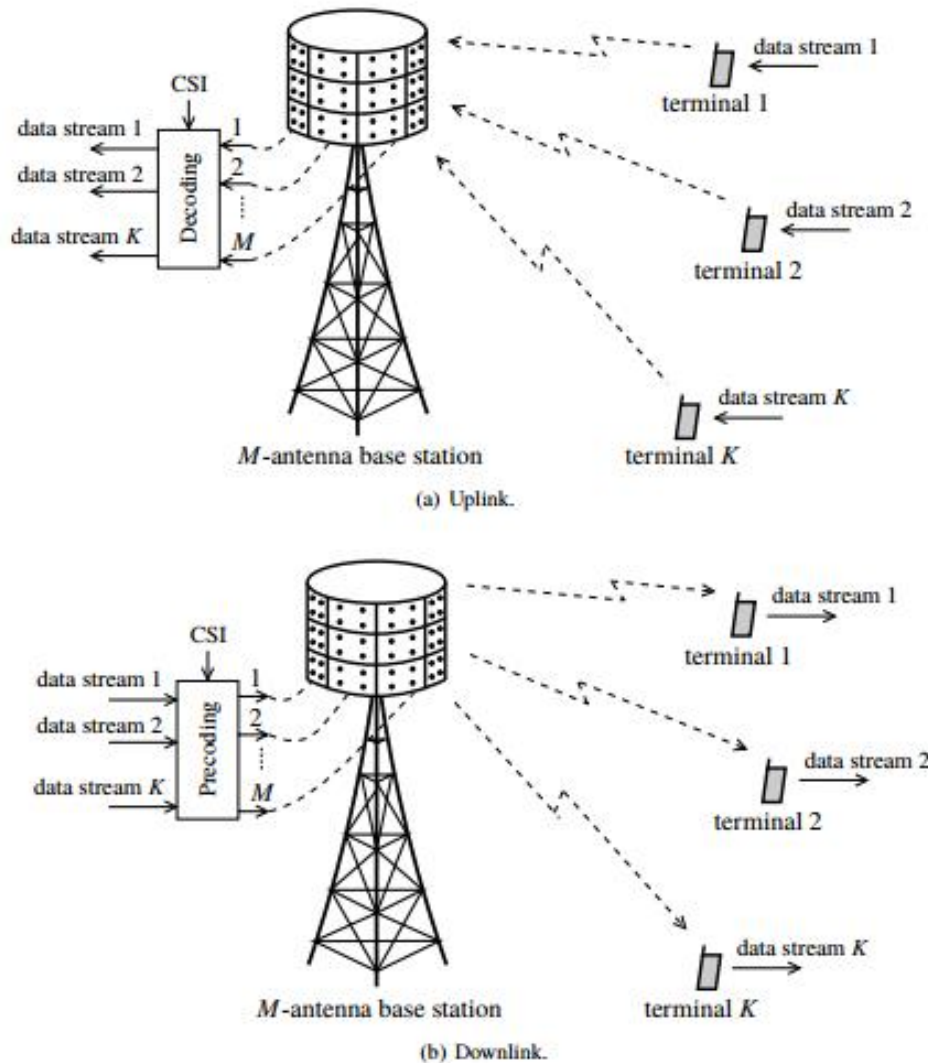 data stream 1
terminal 1
CSI
data stream 1
data stream 2
data stream K
Decoding
1
2
M
data stream 2
terminal 2
data stream K
terminal K
M-antenna base station
(a) Uplink.
data stream 1
terminal 1
CSI
data stream 1
data stream 2
data stream K
Precoding
1
2
M
data stream 2
terminal 2
data stream K
terminal K
M-antenna base station
(b) Downlink.